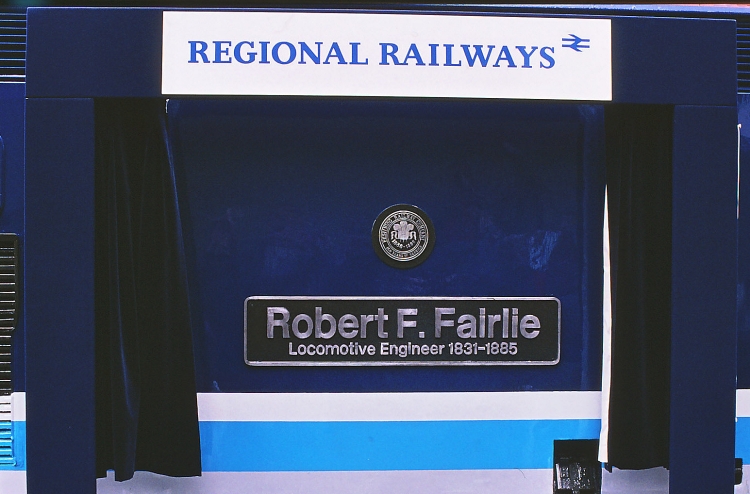 REGIONAL RAILWAYS
Robert F. Fairlie
Locomotive Engineer 1831–1885